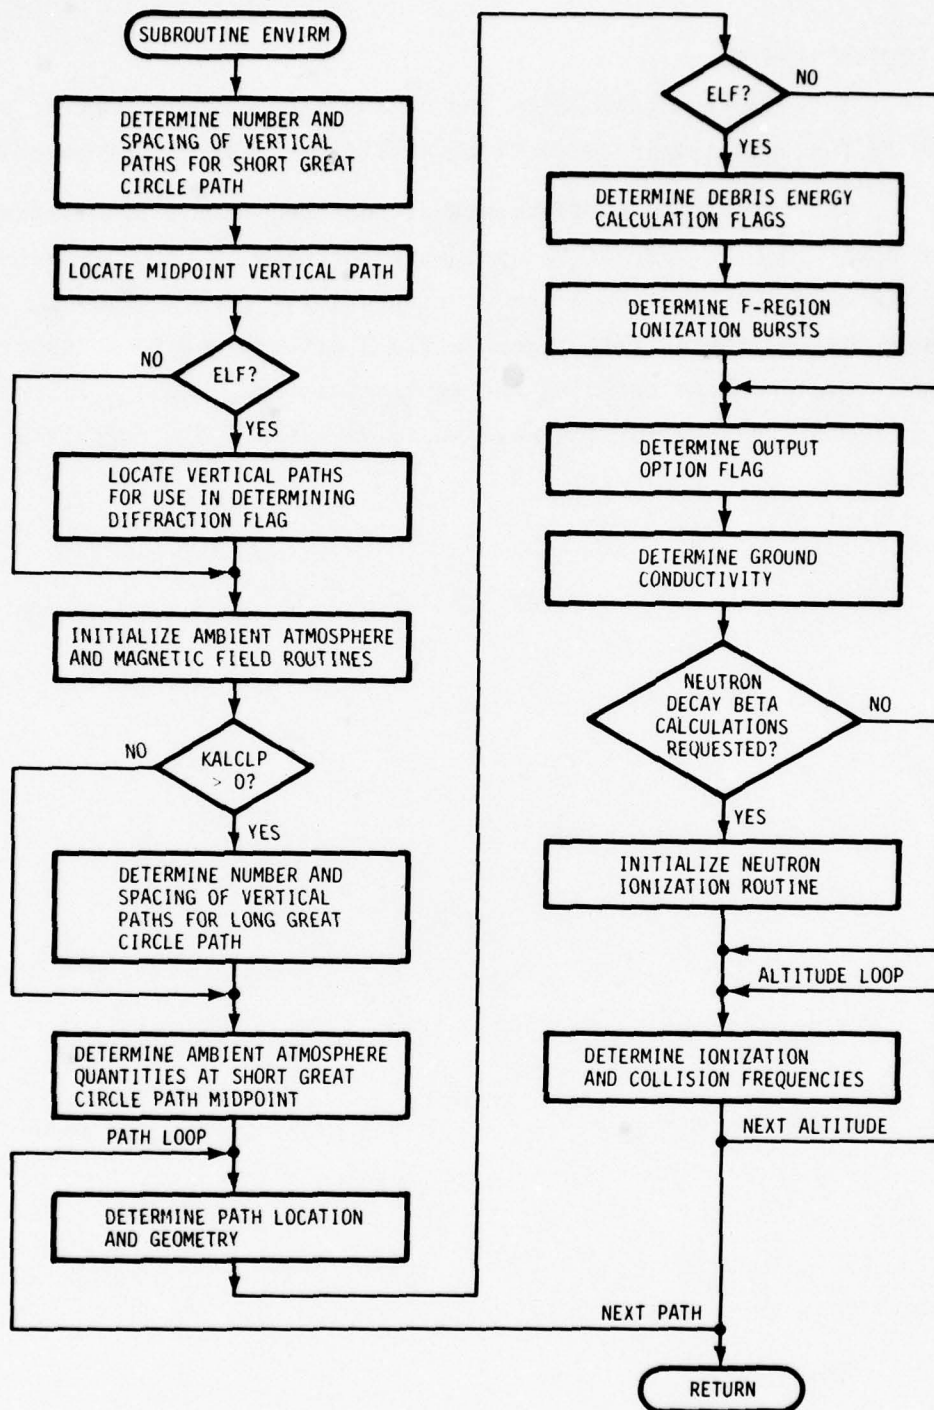 SUBROUTINE ENVIRM
DETERMINE NUMBER AND
SPACING OF VERTICAL
PATHS FOR SHORT GREAT
CIRCLE PATH
LOCATE MIDPOINT VERTICAL PATH
NO
ELF?
YES
LOCATE VERTICAL PATHS
FOR USE IN DETERMINING
DIFFRACTION FLAG
INITIALIZE AMBIENT ATMOSPHERE
AND MAGNETIC FIELD ROUTINES
NO
KALCLP
> 0?
YES
DETERMINE NUMBER AND
SPACING OF VERTICAL
PATHS FOR LONG GREAT
CIRCLE PATH
DETERMINE AMBIENT ATMOSPHERE
QUANTITIES AT SHORT GREAT
CIRCLE PATH MIDPOINT
PATH LOOP
DETERMINE PATH LOCATION
AND GEOMETRY
ELF?
NO
YES
DETERMINE DEBRIS ENERGY
CALCULATION FLAGS
DETERMINE F-REGION
IONIZATION BURSTS
DETERMINE OUTPUT
OPTION FLAG
DETERMINE GROUND
CONDUCTIVITY
NEUTRON
DECAY BETA
CALCULATIONS
REQUESTED?
NO
YES
INITIALIZE NEUTRON
IONIZATION ROUTINE
ALTITUDE LOOP
DETERMINE IONIZATION
AND COLLISION FREQUENCIES
NEXT ALTITUDE
NEXT PATH
RETURN